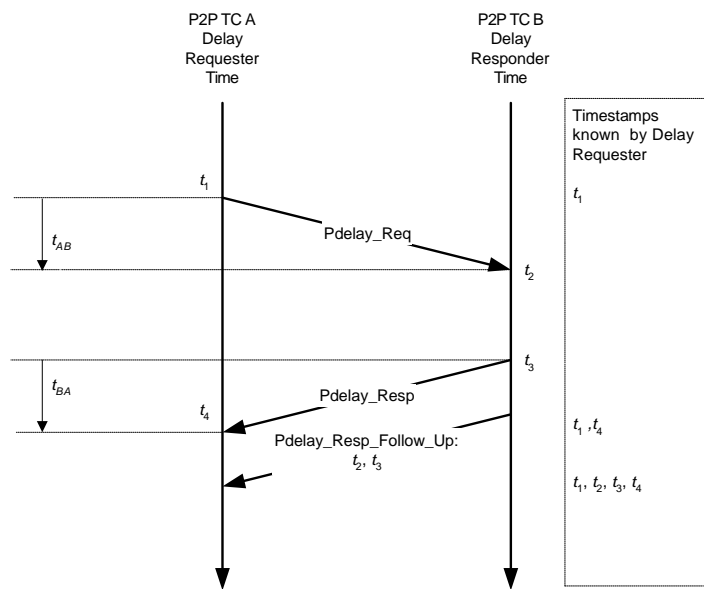 P2P TC A
Delay
Requester
Time
P2P TC B
Delay
Responder
Time
Timestamps
known by Delay
Requester
t1
t1
tAB
Pdelay_Req
t2
t3
tBA
Pdelay_Resp
t4
t1 ,t4
Pdelay_Resp_Follow_Up:
t2, t3
t1, t2, t3, t4